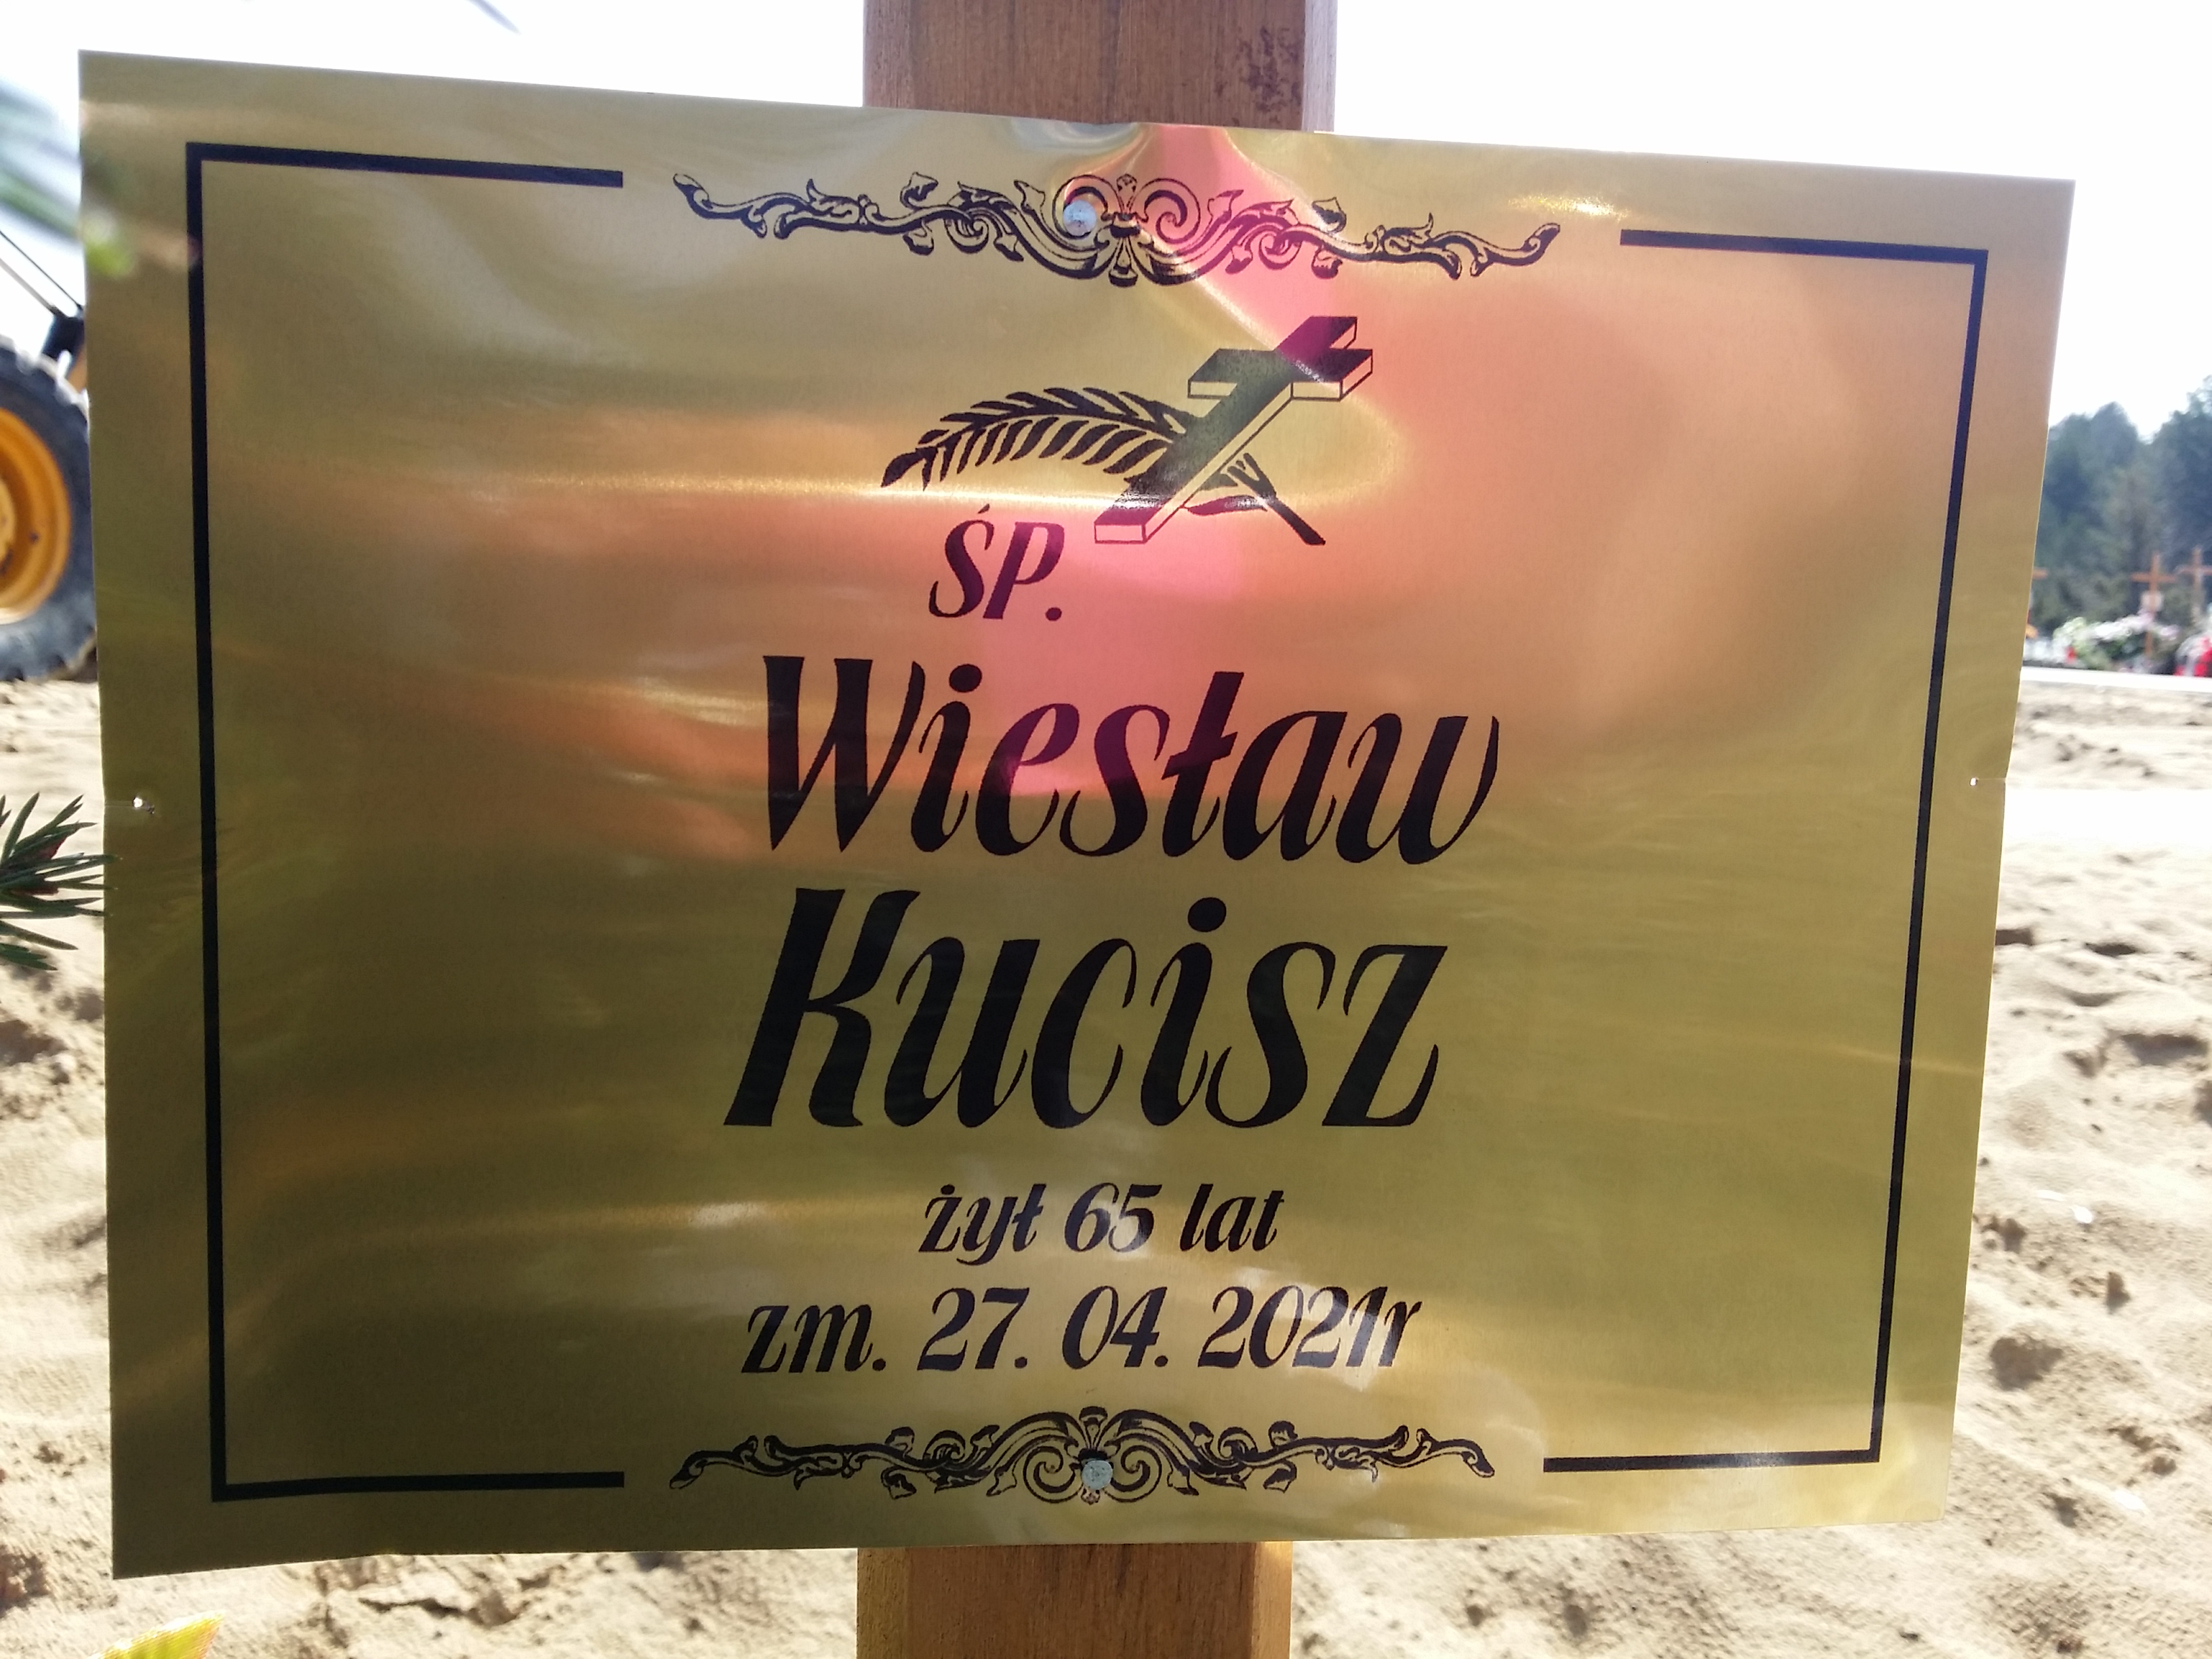 ŚP.
Wiesław
Kucisz
żył 65 lat
zm. 27. 04. 2021r